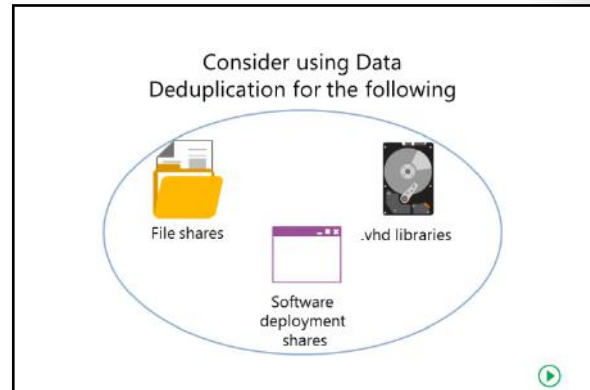 Consider using Data
Deduplication for the following
File shares
.vhd libraries
Software
deployment
shares